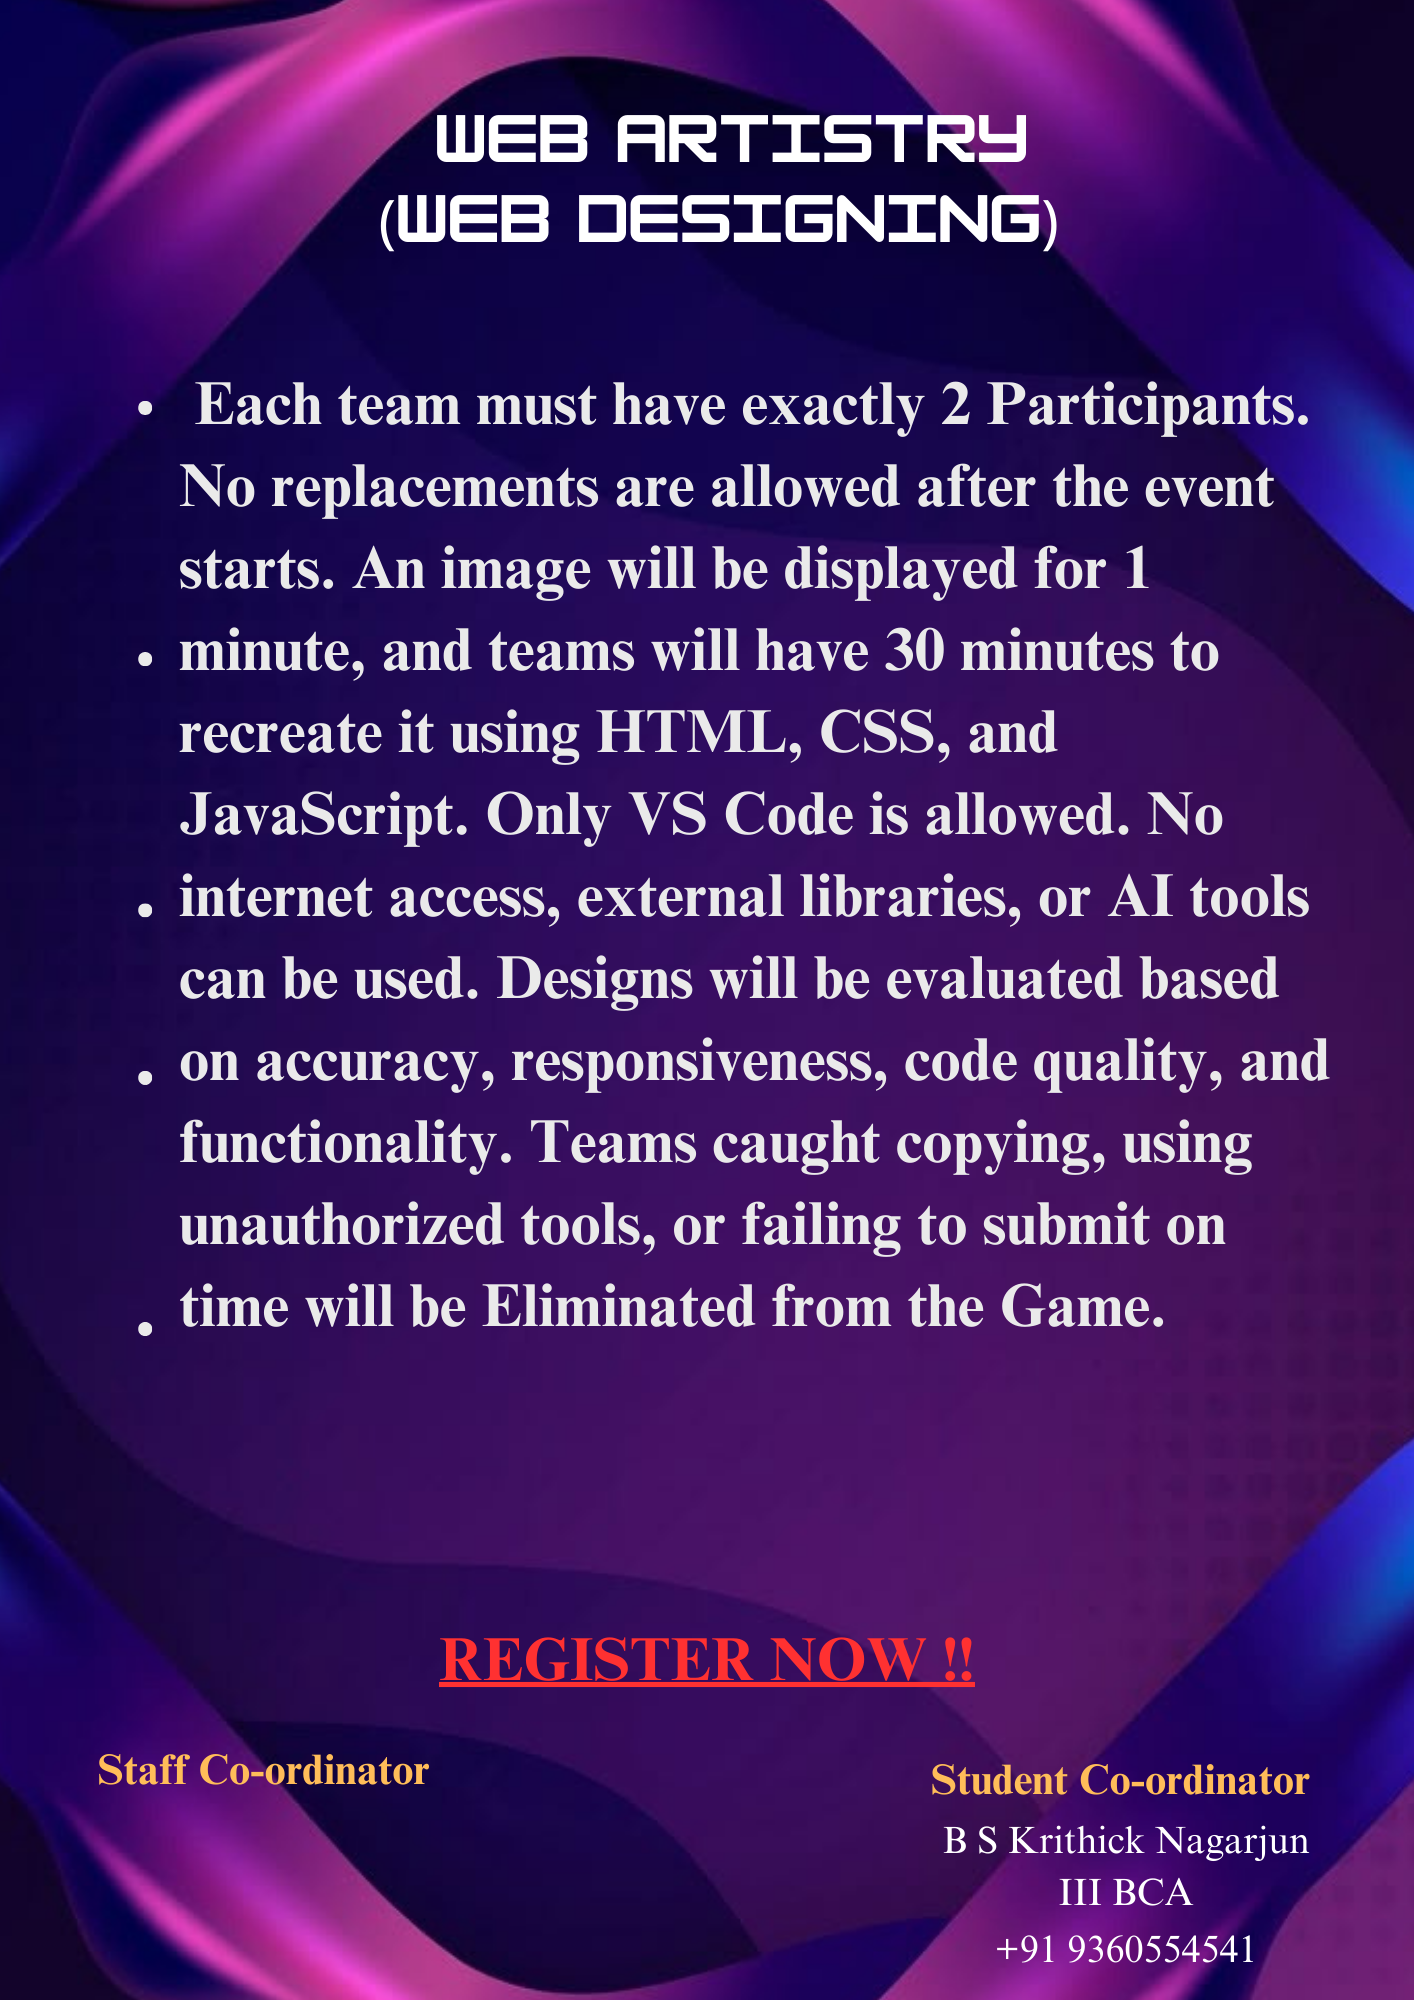 WEB ARTISTRY
(WEB DESIGNING)
• Each team must have exactly 2 Participants.
No replacements are allowed after the event
starts. An image will be displayed for 1
• minute, and teams will have 30 minutes to
recreate it using HTML, CSS, and
JavaScript. Only VS Code is allowed. No
• internet access, external libraries, or AI tools
can be used. Designs will be evaluated based
• on accuracy, responsiveness, code quality, and
functionality. Teams caught copying, using
unauthorized tools, or failing to submit on
• time will be Eliminated from the Game.
REGISTER NOW !!
Staff Co-ordinator
Student Co-ordinator
B S Krithick Nagarjun
III BCA
+91 9360554541